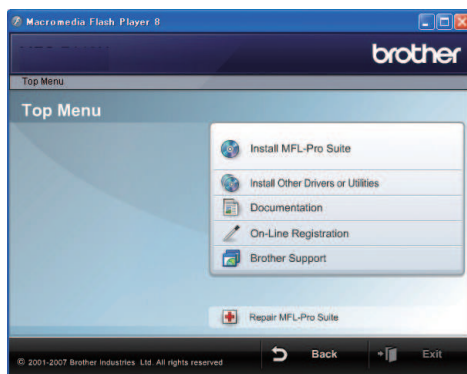 Macromedia Flash Player 8
brother
Top Menu
Top Menu
Install MFL-Pro Suite
Install Other Drivers or Utilities
Documentation
On-Line Registration
Brother Support
Repair MFL-Pro Suite
© 2001-2007 Brother Industries Ltd. All rights reserved
Back
Exit